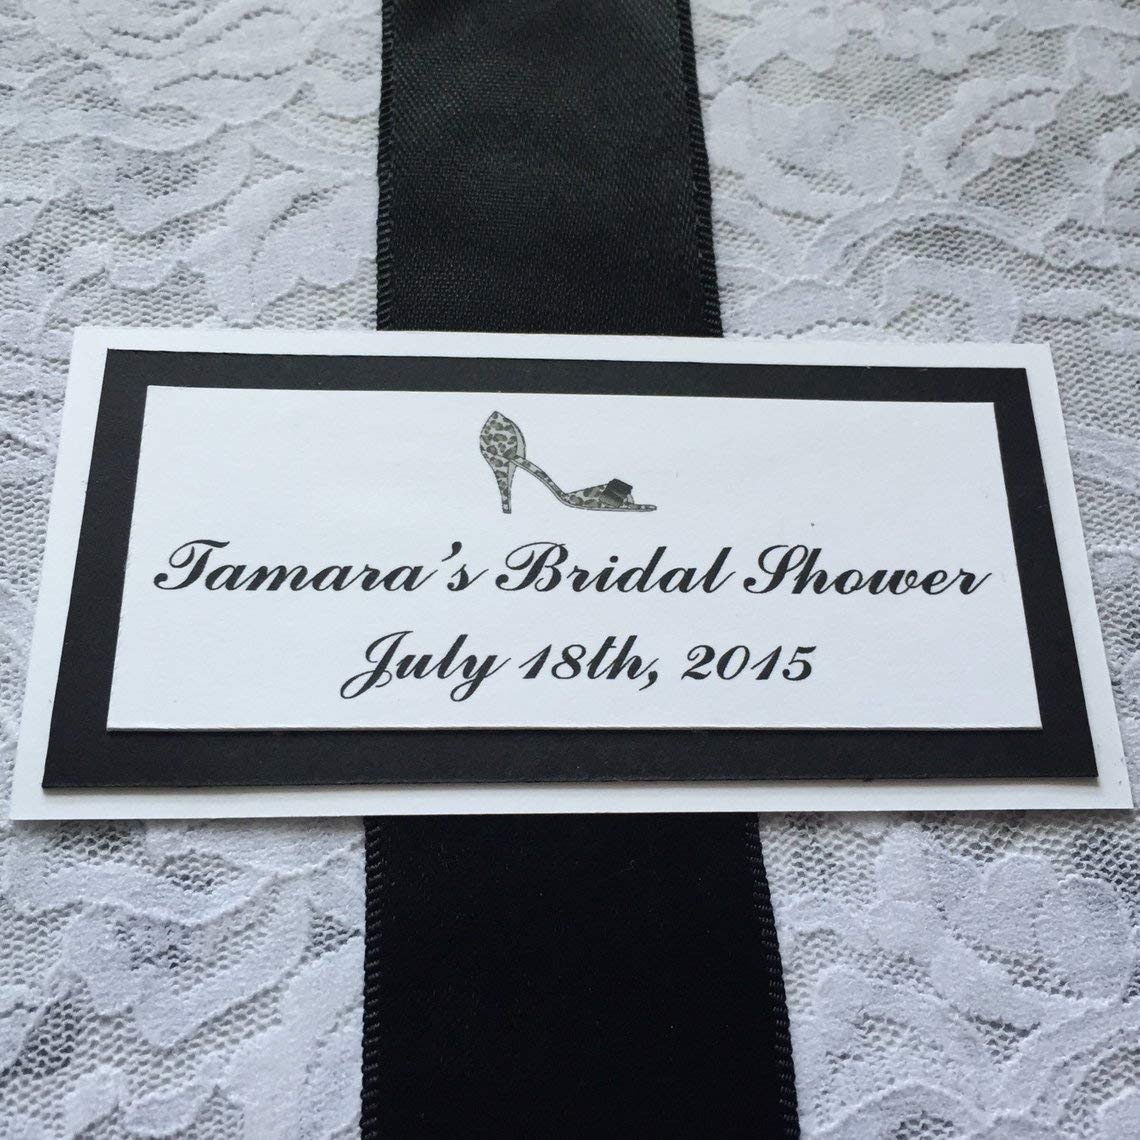 Tamara's Bridal Shower
July 18th, 2015